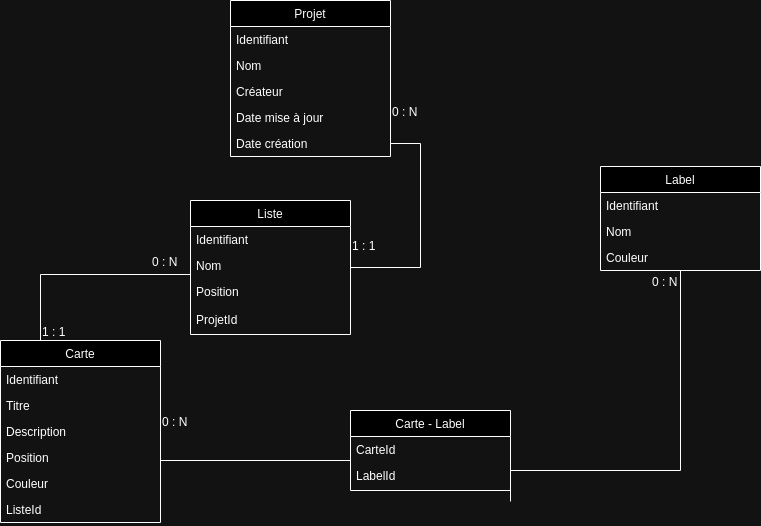 Projet
Identifiant
Nom
Créateur
Date mise à jour
Date création
0 : N
Label
Identifiant
Nom
Couleur
0 : N
Liste
Identifiant
Nom
Position
ProjetId
1 : 1
0 : N
1 : 1
Carte
Identifiant
Titre
Description
Position
Couleur
ListeId
0 : N
Carte - Label
CarteId
LabelId